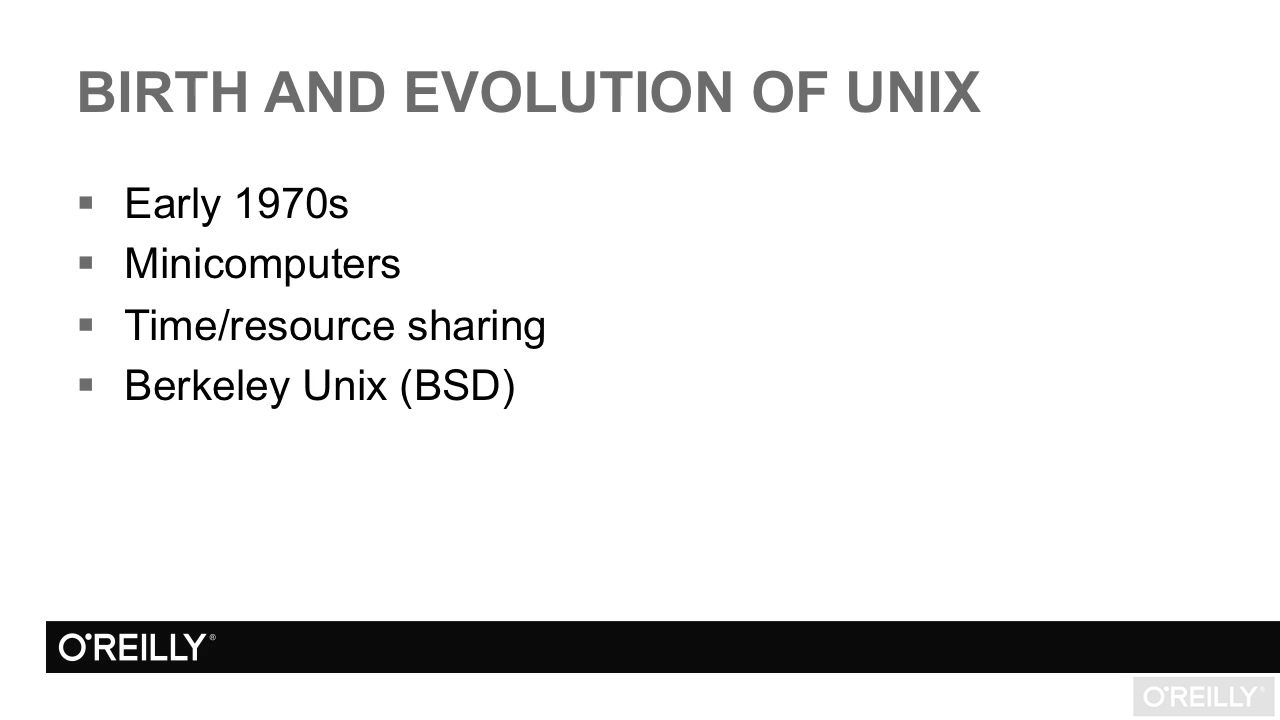 BIRTH AND EVOLUTION OF UNIX
▪ Early 1970s
▪ Minicomputers
▪ Time/resource sharing
▪ Berkeley Unix (BSD)
O'REILLY®
O'REILLY®